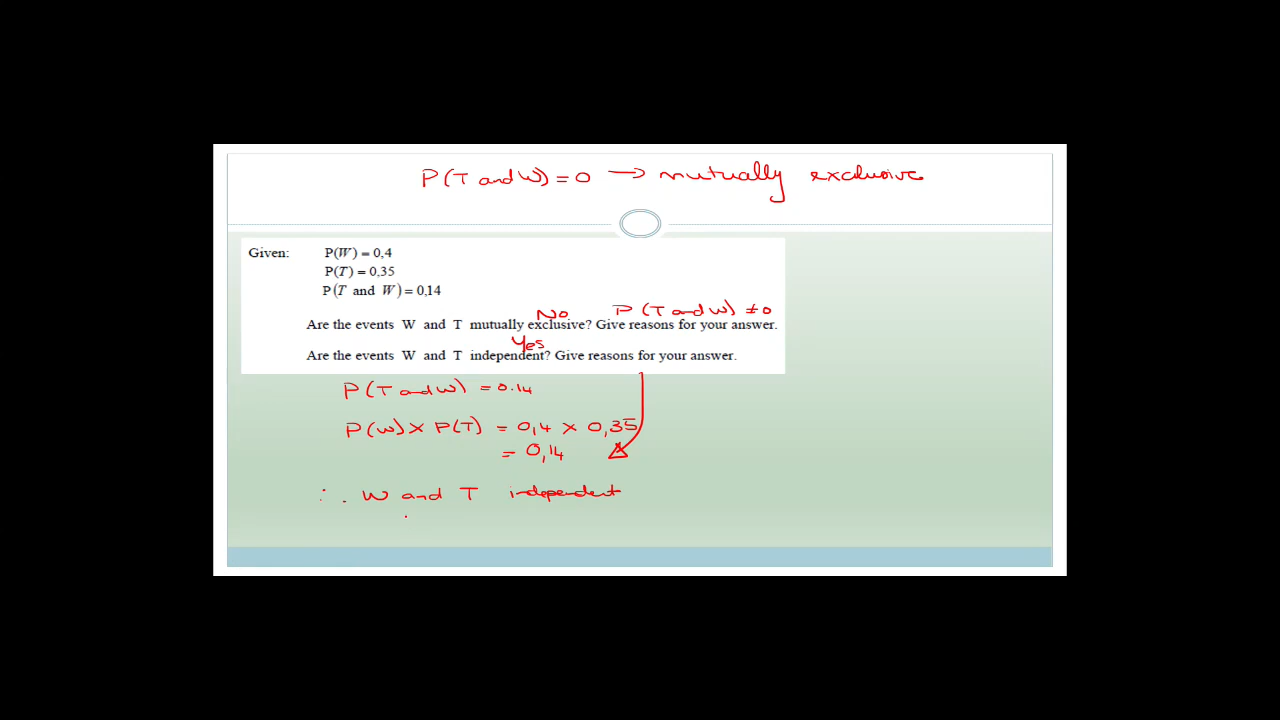 P(T and W) = 0 → mutually exclusive
Given: P(W) = 0,4
P(T) = 0,35
P(T and W) = 0,14
No P(T and W) ≠ 0
Are the events W and T mutually exclusive? Give reasons for your answer.
Yes
Are the events W and T independent? Give reasons for your answer.
P(T and W) = 0.14
P(W) × P(T) = 0,4 × 0,35
= 0,14
∴ W and T independent